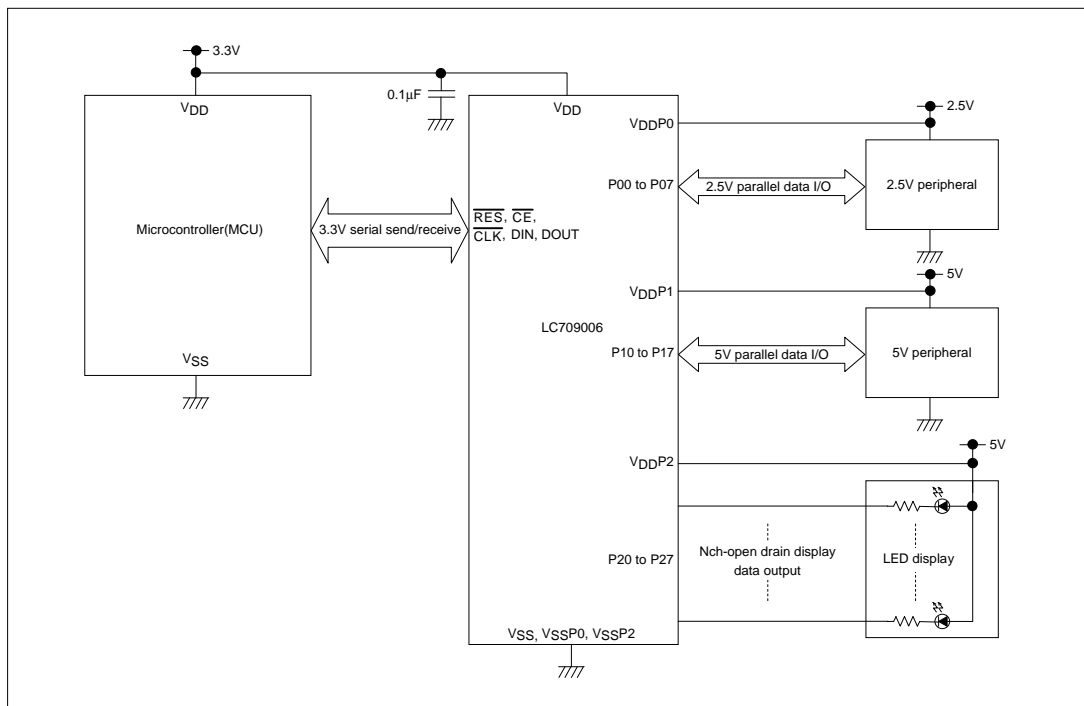 3.3V
0.1µF
VDD
VDD
VDDP0
2.5V
P00 to P07
2.5V parallel data I/O
2.5V peripheral
Microcontroller(MCU)
3.3V serial send/receive
RES, CE,
CLK, DIN, DOUT
VDDP1
5V
LC709006
P10 to P17
5V parallel data I/O
5V peripheral
VSS
VDDP2
5V
P20 to P27
Nch-open drain display
data output
LED display
VSS, VSSP0, VSSP2